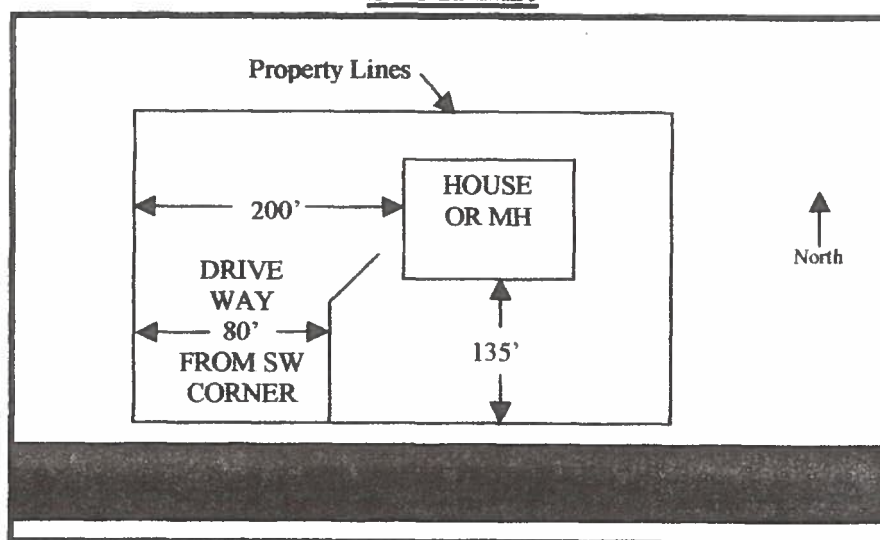 Property Lines
HOUSE
OR MH
200'
North
DRIVE
WAY
80'
FROM SW
CORNER
135'